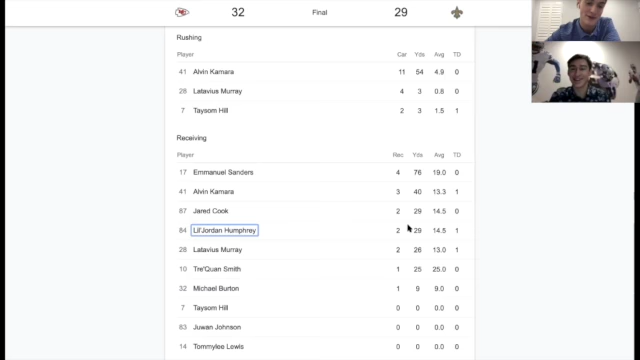 32 Final 29
Rushing
Player Car Yds Avg TD
41 Alvin Kamara 11 54 4.9 0
28 Latavius Murray 4 3 0.8 0
7 Taysom Hill 2 3 1.5 1
Receiving
Player Rec Yds Avg TD
17 Emmanuel Sanders 4 76 19.0 0
41 Alvin Kamara 3 40 13.3 1
87 Jared Cook 2 29 14.5 0
84 Lil'Jordan Humphrey 2 29 14.5 1
28 Latavius Murray 2 26 13.0 1
10 Tre'Quan Smith 1 25 25.0 0
32 Michael Burton 1 9 9.0 0
7 Taysom Hill 0 0 0.0 0
83 Juwan Johnson 0 0 0.0 0
14 Tommylee Lewis 0 0 0.0 0